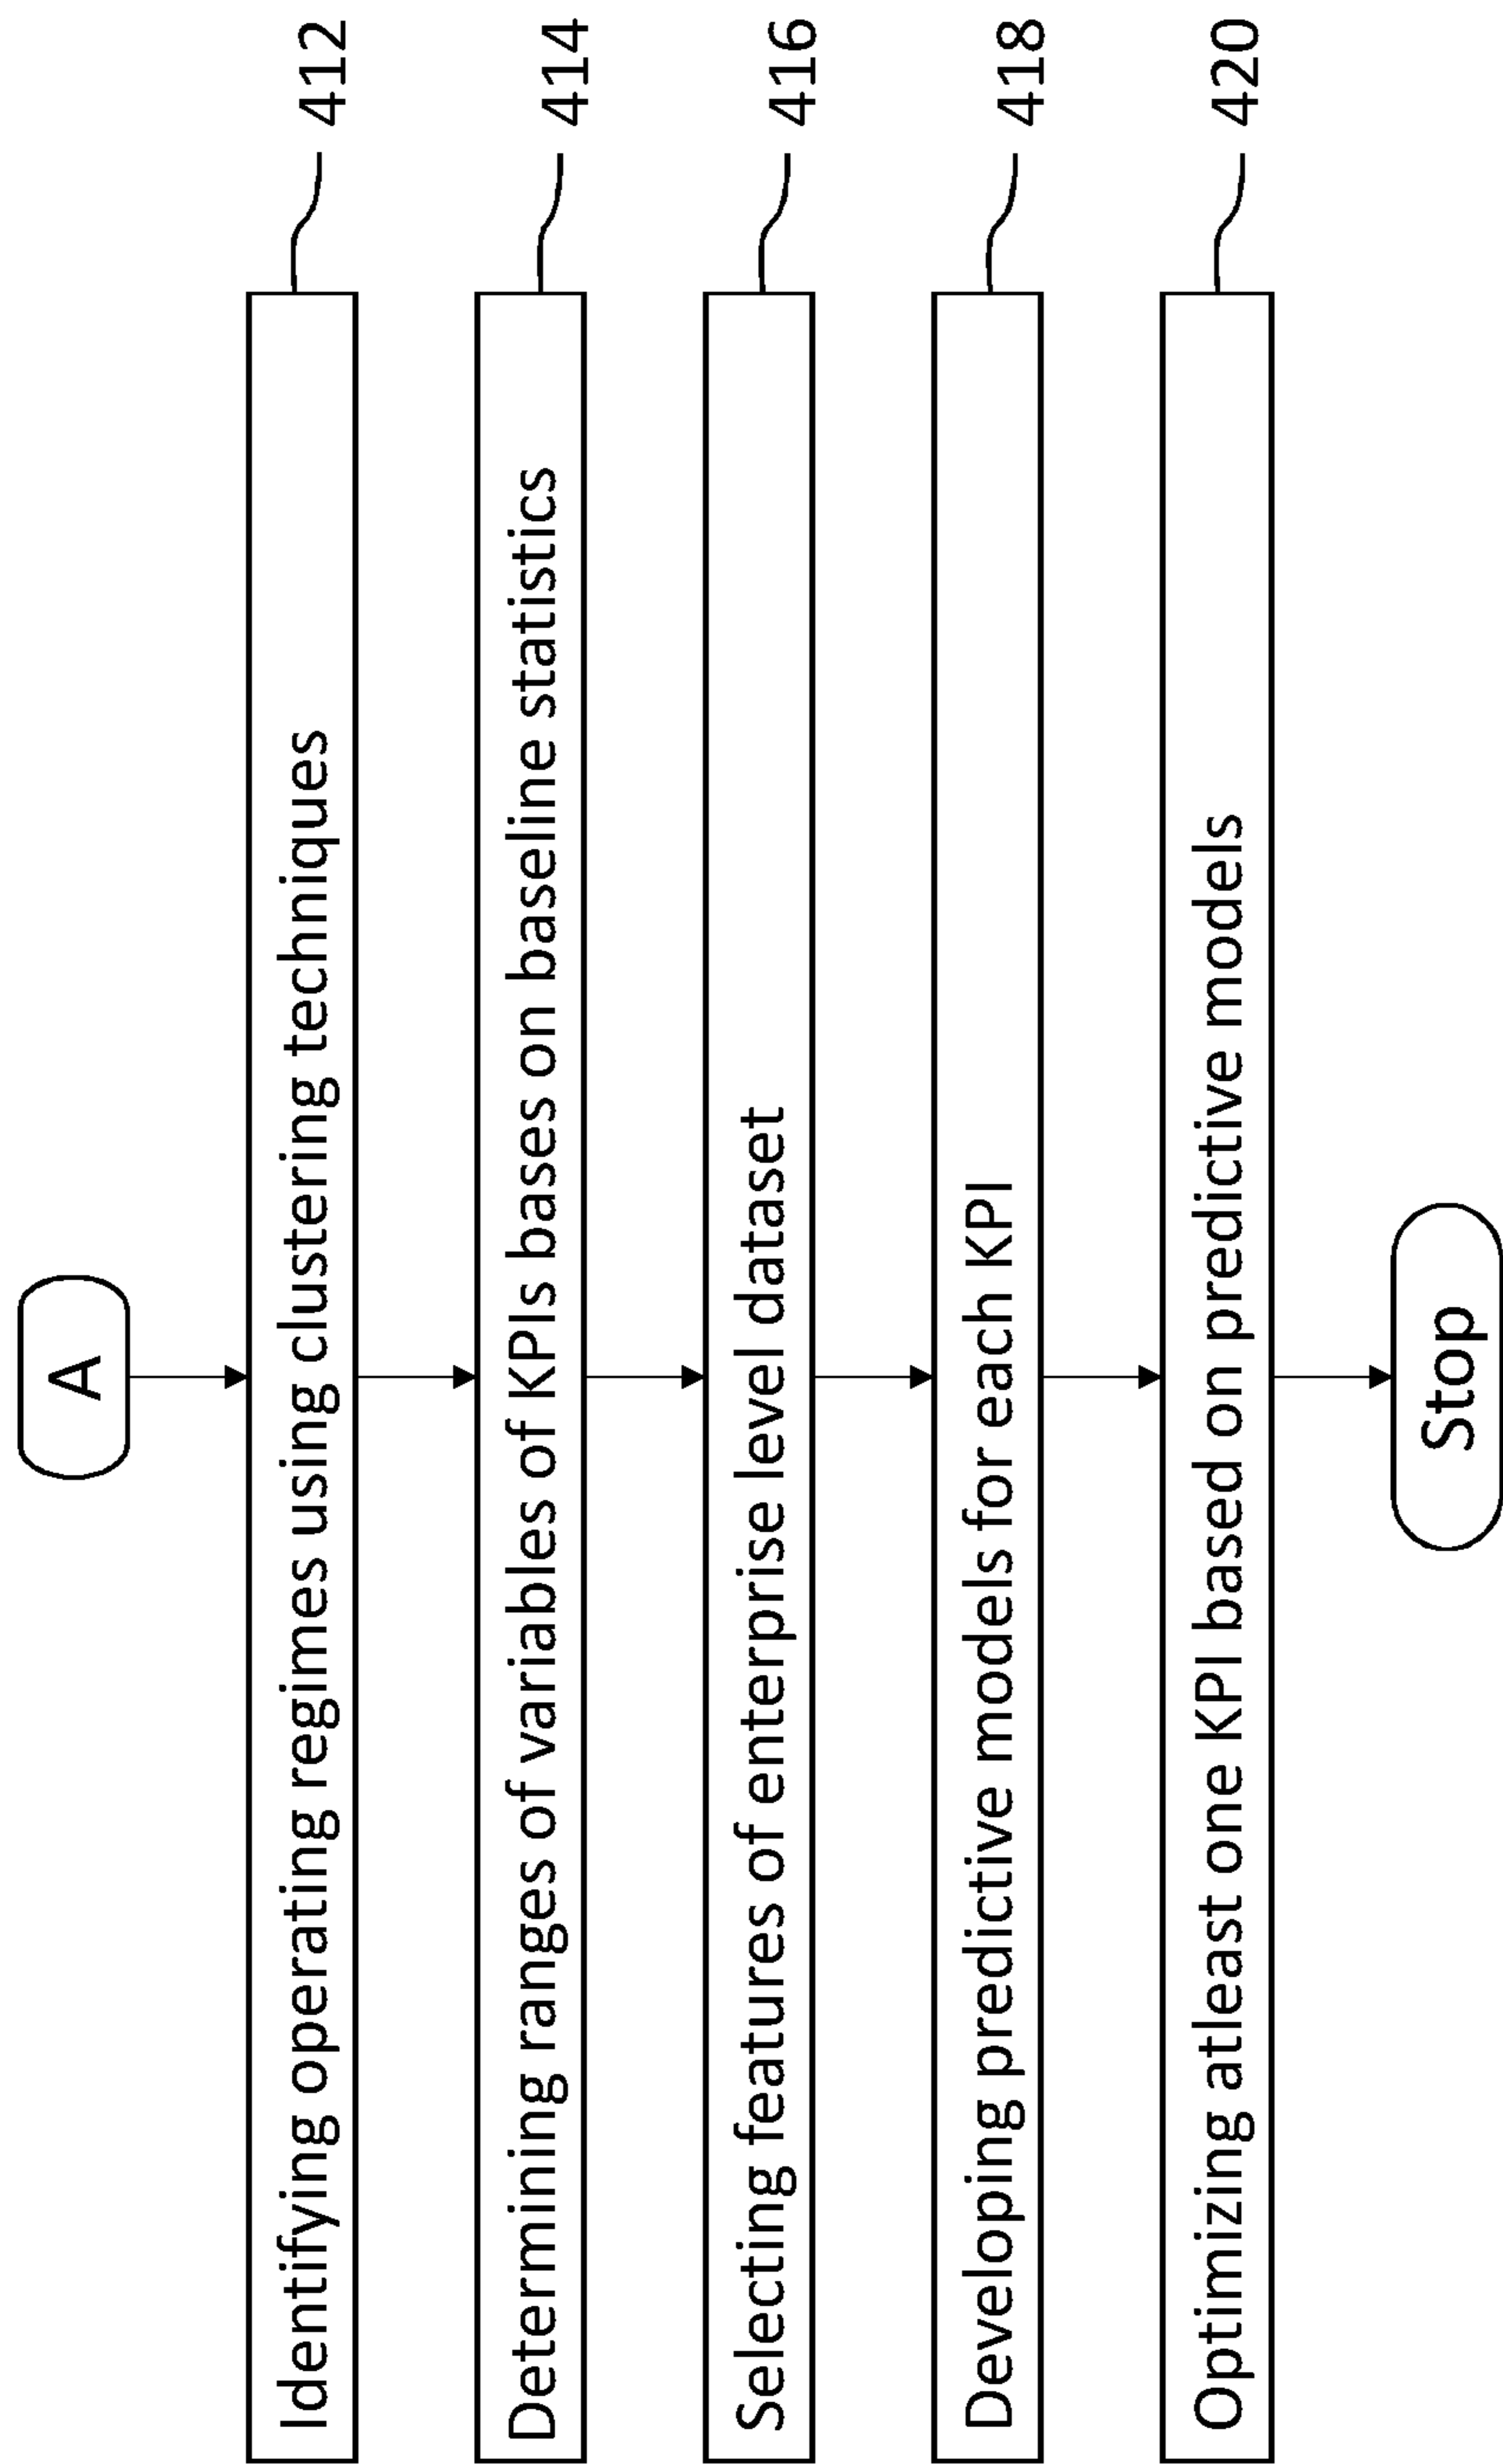 A
Identifying operating regimes using clustering techniques
412
Determining ranges of variables of KPIs bases on baseline statistics
414
Selecting features of enterprise level dataset
416
Developing predictive models for each KPI
418
Optimizing atleast one KPI based on predictive models
420
Stop